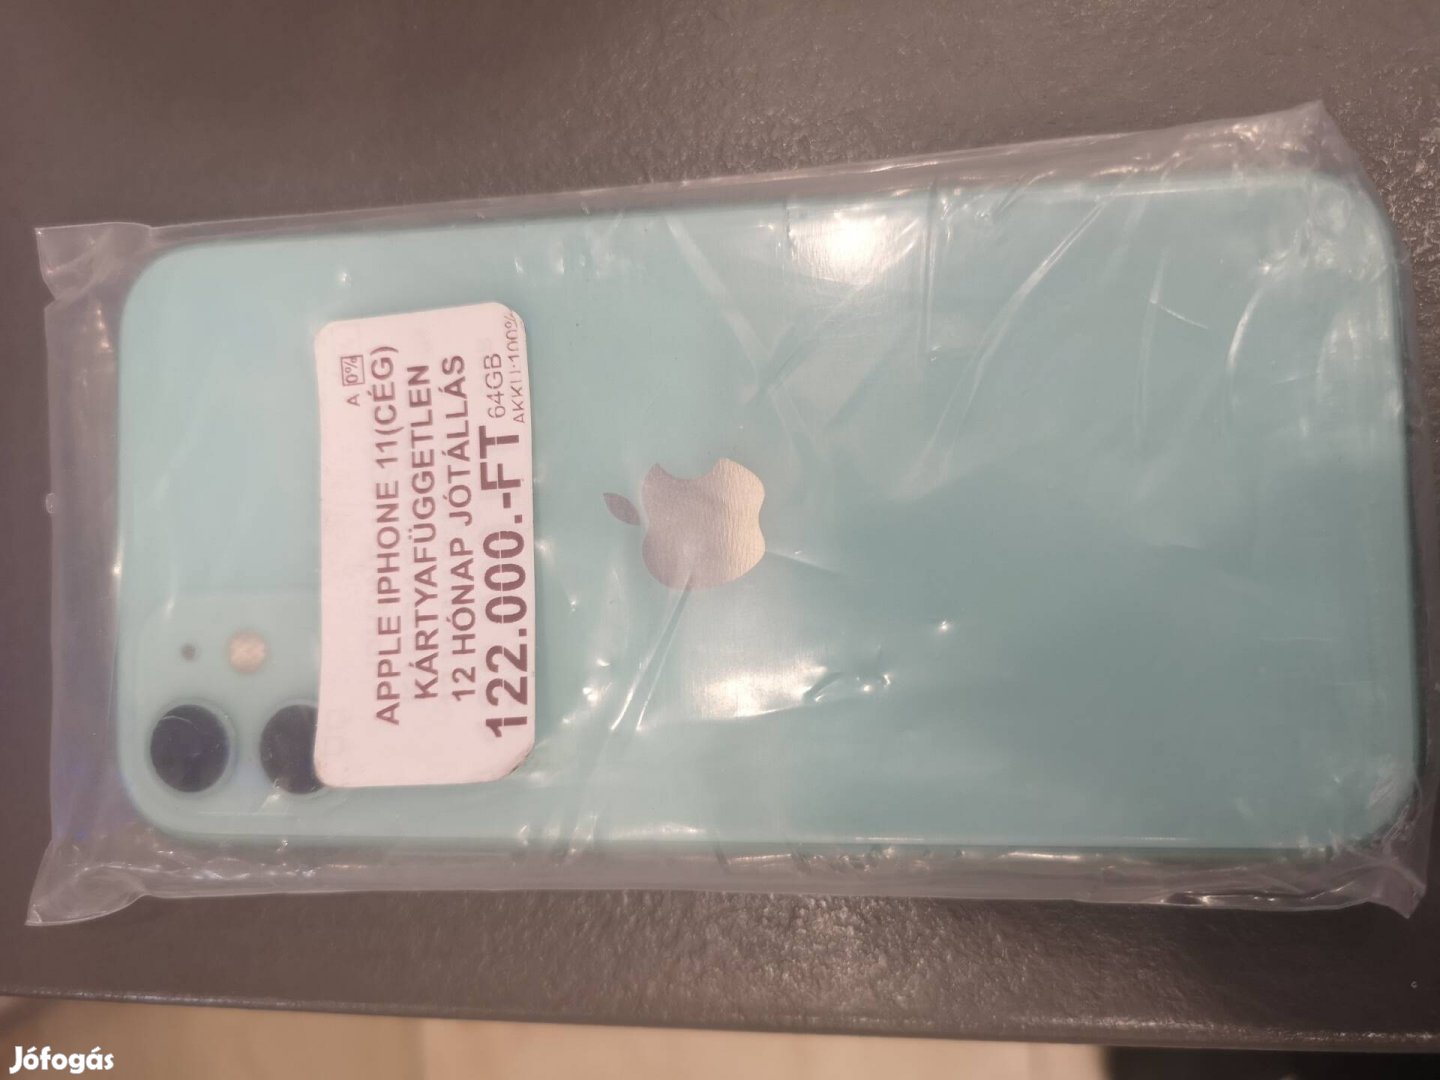 A 0%
APPLE IPHONE 11(CÉG)
KÁRTYAFÜGGETLEN
12 HÓNAP JÓTÁLLÁS
122.000.-FT 64GB
AKKU:100%
Jófogás